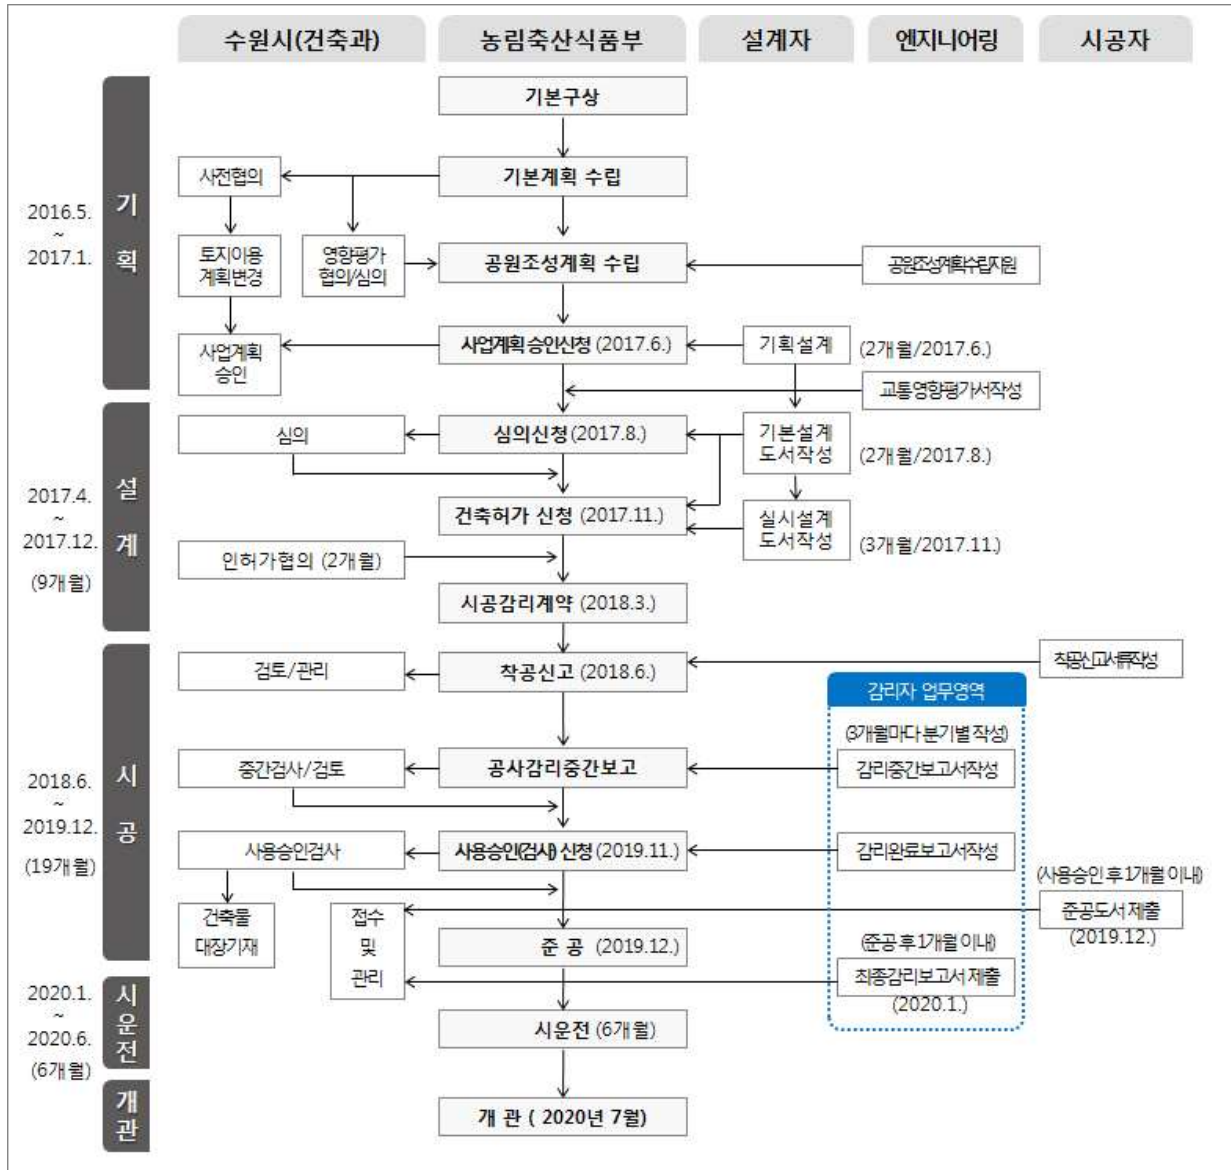 수원시(건축과) 농림축산식품부 설계자 엔지니어링 시공자
기본구상
사전협의 기본계획 수립
기획
2016.5.
~
2017.1.
토지이용
계획변경
영향평가
협의/심의
공원조성계획 수립
공원조성계획수립지원
사업계획
승인
사업계획 승인신청 (2017.6.)
기획설계
(2개월/2017.6.)
교통영향평가서작성
설계
2017.4.
~
2017.12.
(9개월)
심의
심의신청(2017.8.)
기본설계
도서작성
(2개월/2017.8.)
건축허가 신청 (2017.11.)
실시설계
도서작성
(3개월/2017.11.)
인허가협의 (2개월)
시공감리계약 (2018.3.)
시공
2018.6.
~
2019.12.
(19개월)
검토/관리
착공신고 (2018.6.)
착공신고서류작성
감리자 업무영역
(3개월마다 분기별 작성)
중간검사/검토
공사감리중간보고
감리중간보고서작성
사용승인검사
사용승인(검사) 신청 (2019.11.)
감리완료보고서작성
(사용승인 후 1개월 이내)
건축물
대장기재
접수
및
관리
준공도서 제출
(2019.12.)
준 공 (2019.12.)
(준공 후 1개월 이내)
최종감리보고서 제출
(2020.1.)
시운전
2020.1.
~
2020.6.
(6개월)
시운전 (6개월)
개관
개 관 ( 2020년 7월)